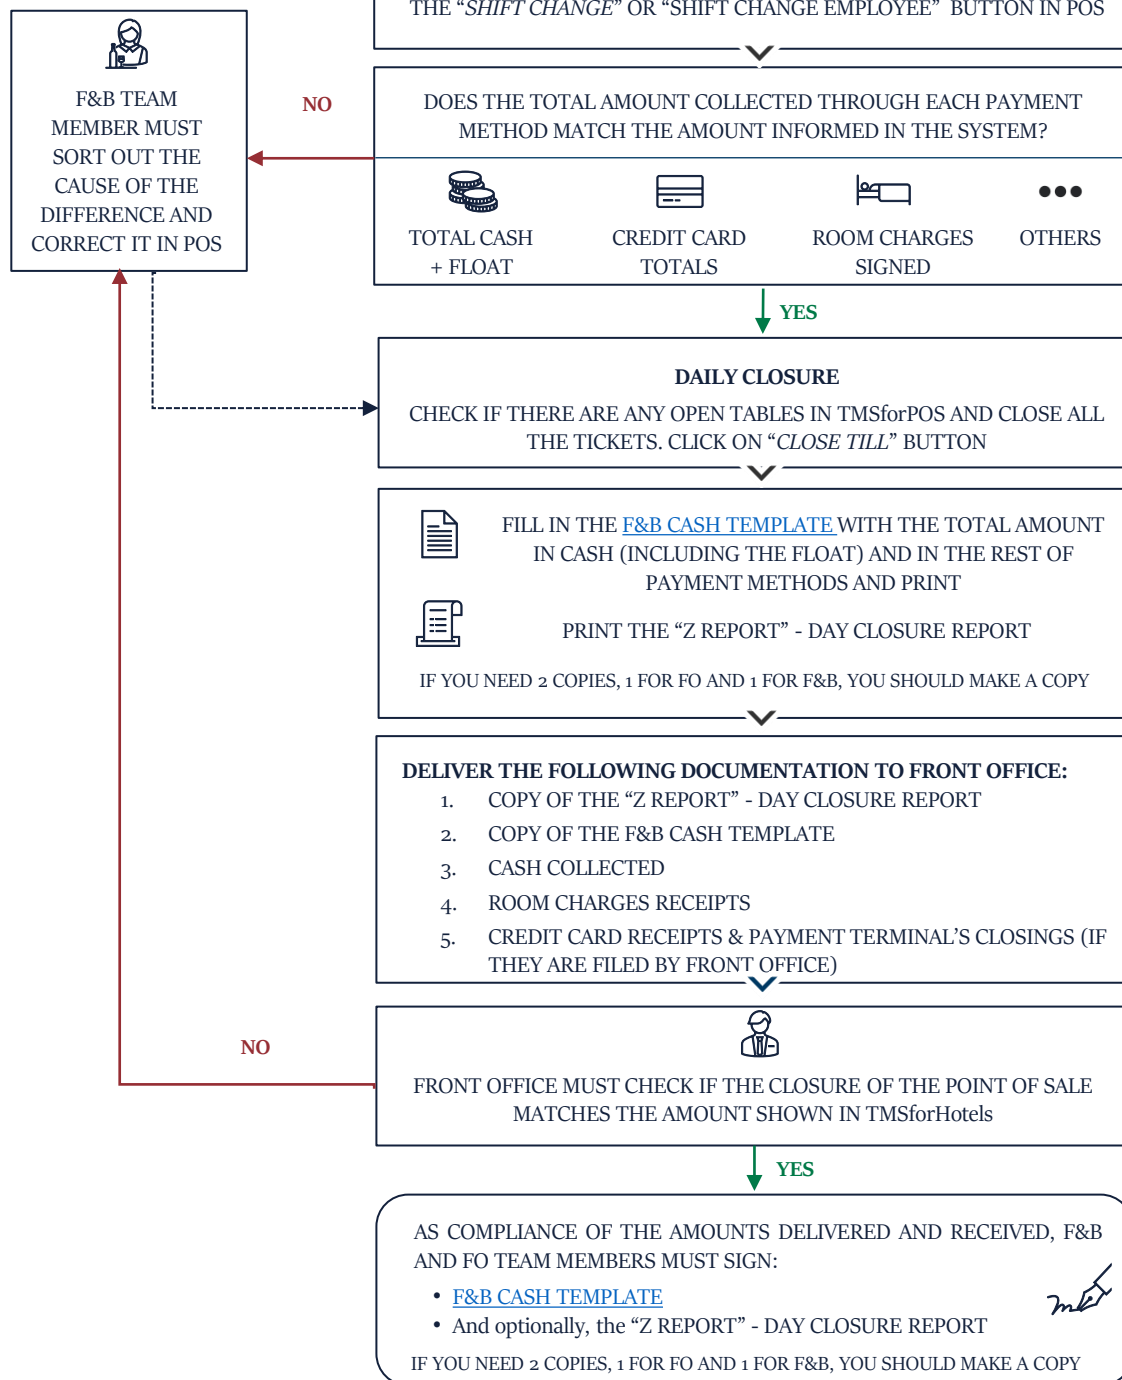 THE “SHIFT CHANGE” OR “SHIFT CHANGE EMPLOYEE” BUTTON IN POS
F&B TEAM
MEMBER MUST
SORT OUT THE
CAUSE OF THE
DIFFERENCE AND
CORRECT IT IN POS
NO
DOES THE TOTAL AMOUNT COLLECTED THROUGH EACH PAYMENT
METHOD MATCH THE AMOUNT INFORMED IN THE SYSTEM?
TOTAL CASH
+ FLOAT
CREDIT CARD
TOTALS
ROOM CHARGES
SIGNED
OTHERS
YES
DAILY CLOSURE
CHECK IF THERE ARE ANY OPEN TABLES IN TMSforPOS AND CLOSE ALL
THE TICKETS. CLICK ON “CLOSE TILL” BUTTON
FILL IN THE F&B CASH TEMPLATE WITH THE TOTAL AMOUNT
IN CASH (INCLUDING THE FLOAT) AND IN THE REST OF
PAYMENT METHODS AND PRINT
PRINT THE “Z REPORT” - DAY CLOSURE REPORT
IF YOU NEED 2 COPIES, 1 FOR FO AND 1 FOR F&B, YOU SHOULD MAKE A COPY
DELIVER THE FOLLOWING DOCUMENTATION TO FRONT OFFICE:
1. COPY OF THE “Z REPORT” - DAY CLOSURE REPORT
2. COPY OF THE F&B CASH TEMPLATE
3. CASH COLLECTED
4. ROOM CHARGES RECEIPTS
5. CREDIT CARD RECEIPTS & PAYMENT TERMINAL’S CLOSINGS (IF
THEY ARE FILED BY FRONT OFFICE)
NO
FRONT OFFICE MUST CHECK IF THE CLOSURE OF THE POINT OF SALE
MATCHES THE AMOUNT SHOWN IN TMSforHotels
YES
AS COMPLIANCE OF THE AMOUNTS DELIVERED AND RECEIVED, F&B
AND FO TEAM MEMBERS MUST SIGN:
• F&B CASH TEMPLATE
• And optionally, the “Z REPORT” - DAY CLOSURE REPORT
IF YOU NEED 2 COPIES, 1 FOR FO AND 1 FOR F&B, YOU SHOULD MAKE A COPY